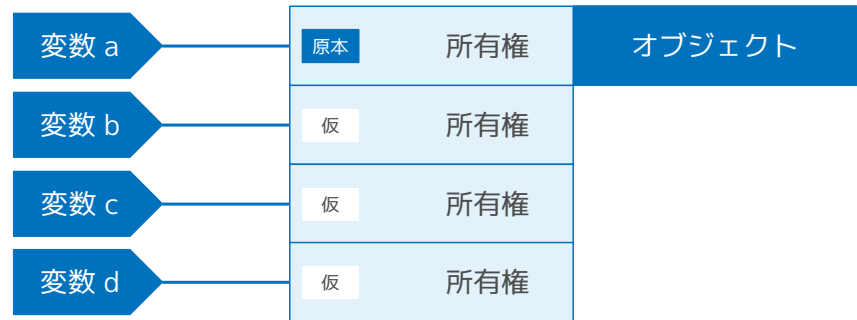 変数 a 原本 所有権 オブジェクト
変数 b 仮 所有権
変数 c 仮 所有権
変数 d 仮 所有権